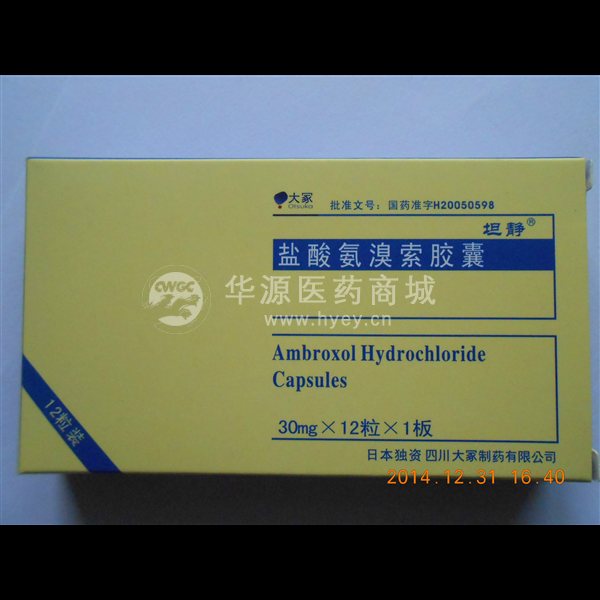 大冢
Otsuka
批准文号：国药准字H20050598
坦静®
盐酸氨溴索胶囊
CWGC 华源医药商城
www.hyey.cn
Ambroxol Hydrochloride
Capsules
30mg×12粒×1板
12粒装
日本独资 四川大冢制药有限公司
2014.12.31 16:40